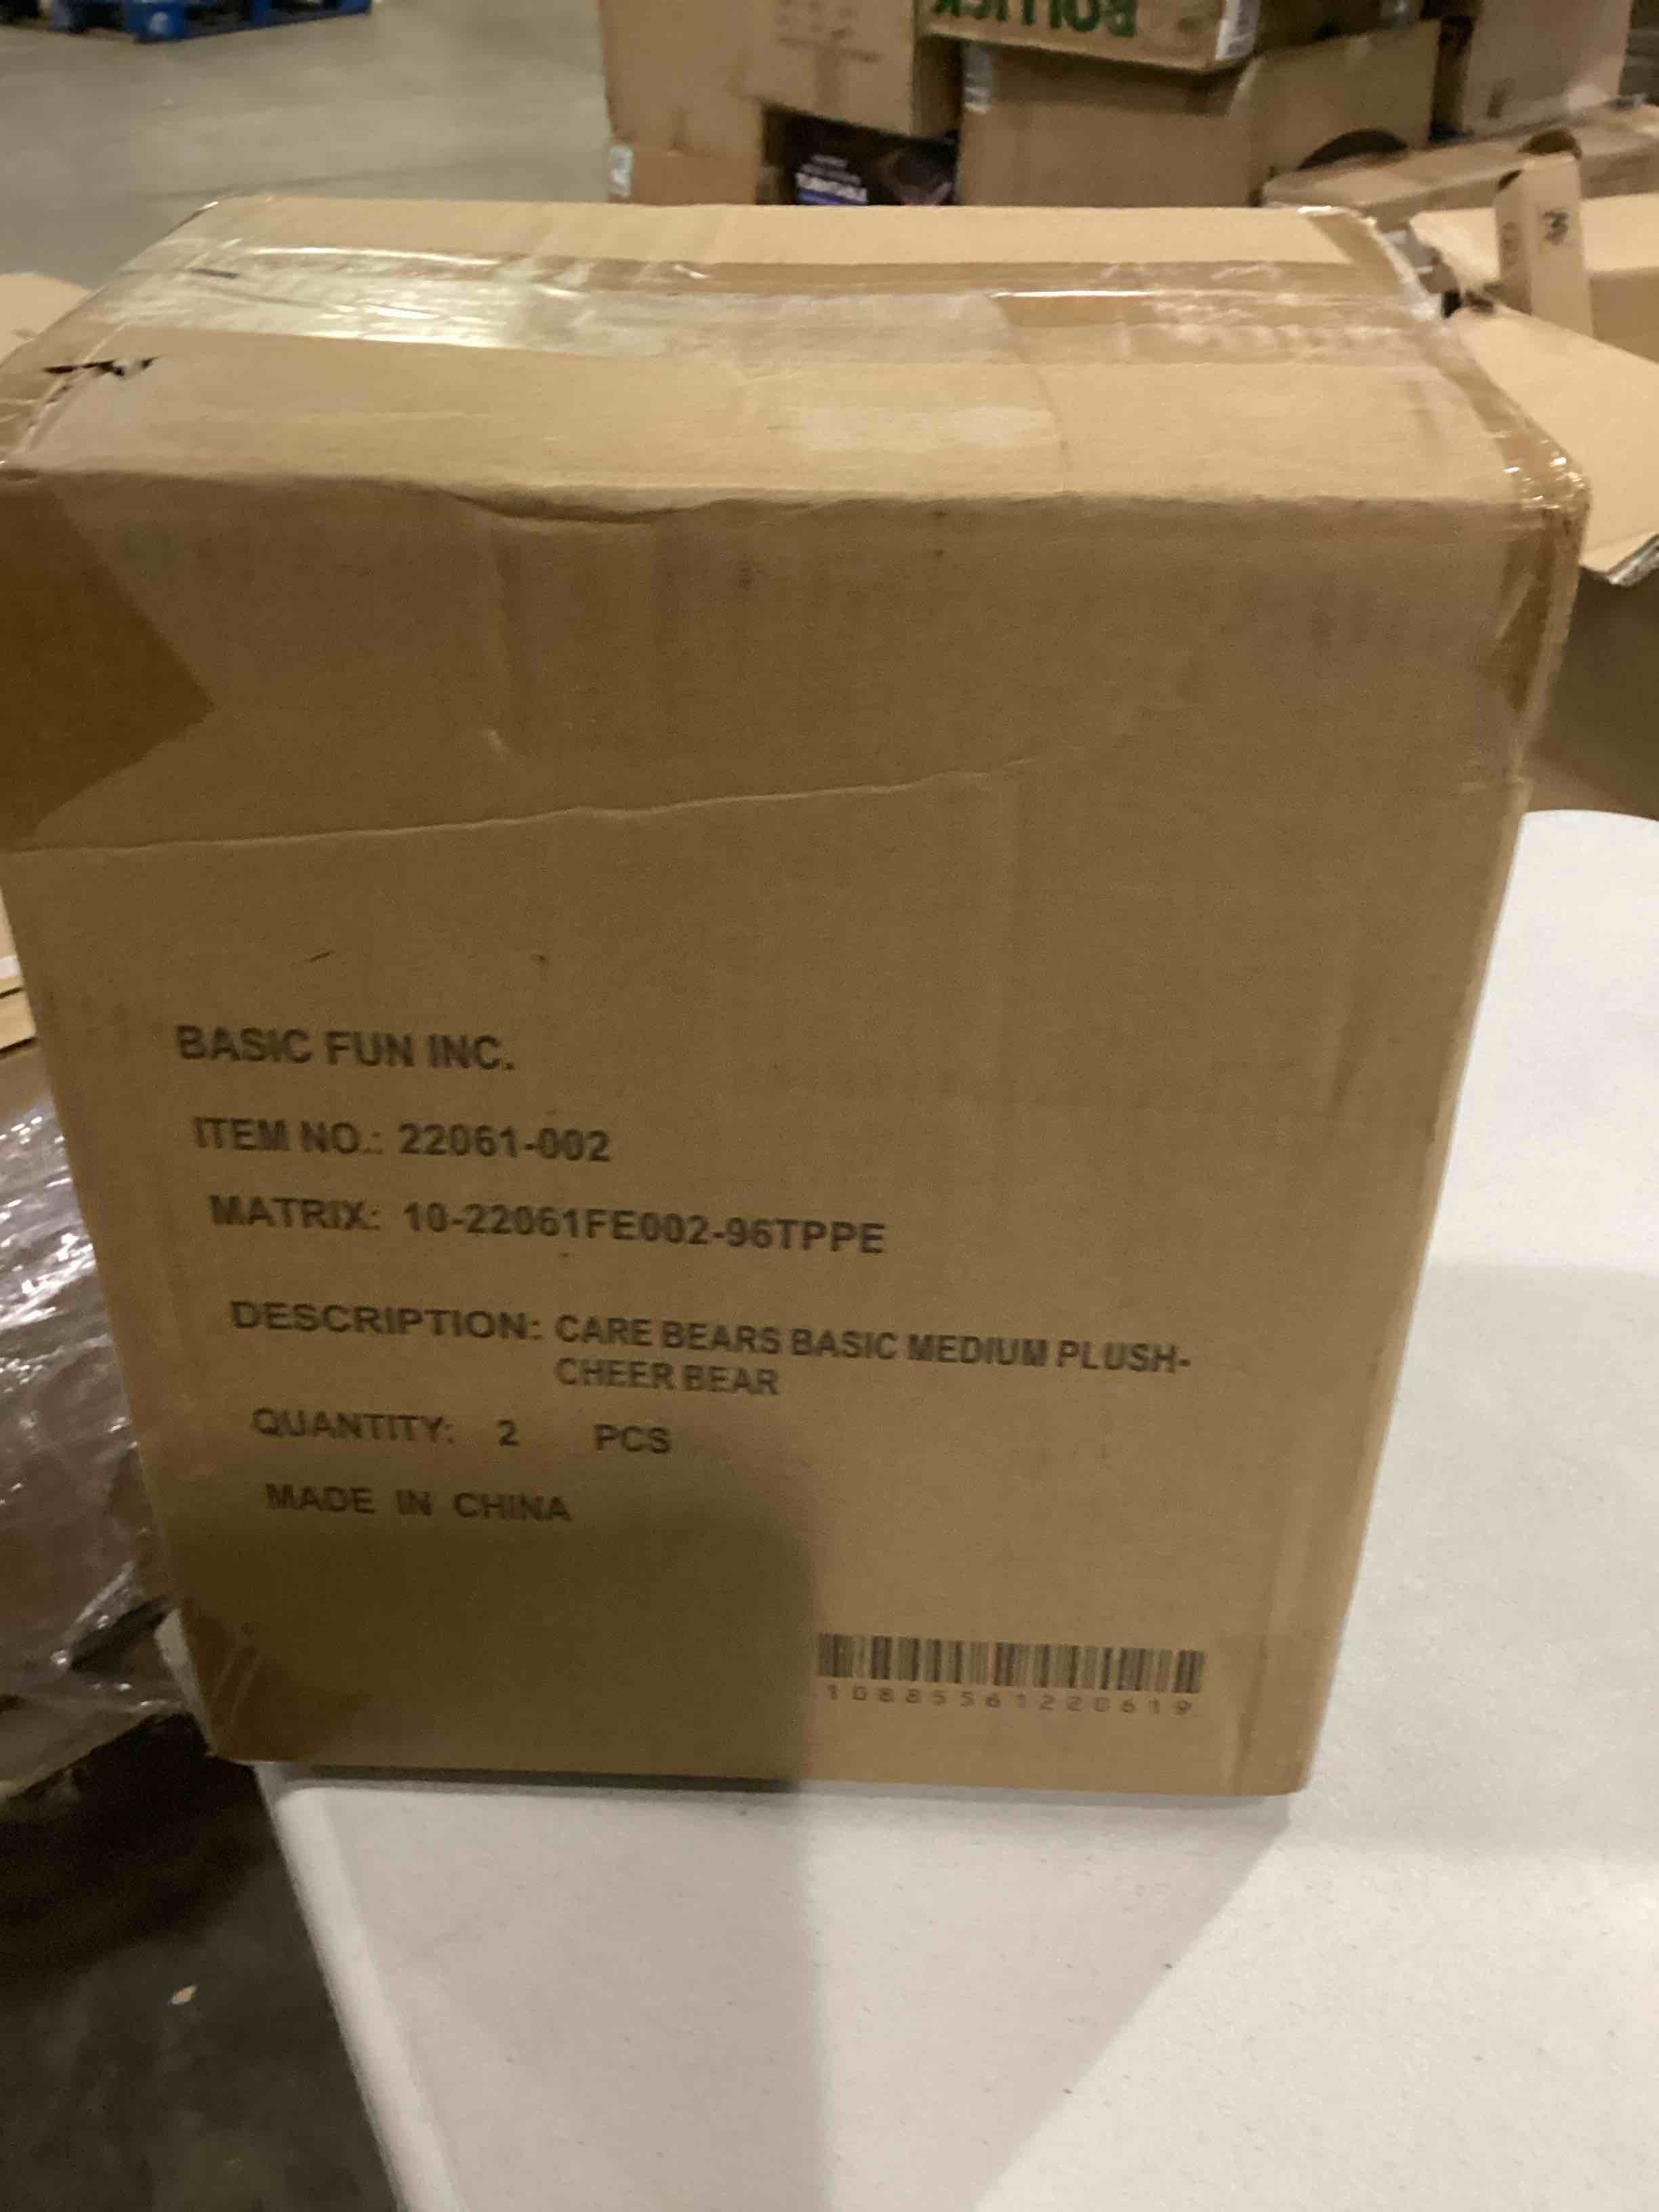 BASIC FUN INC.
ITEM NO.: 22061-002
MATRIX: 10-22061FE002-96TPPE
DESCRIPTION: CARE BEARS BASIC MEDIUM PLUSH-
CHEER BEAR
QUANTITY: 2 PCS
MADE IN CHINA
10885561220619